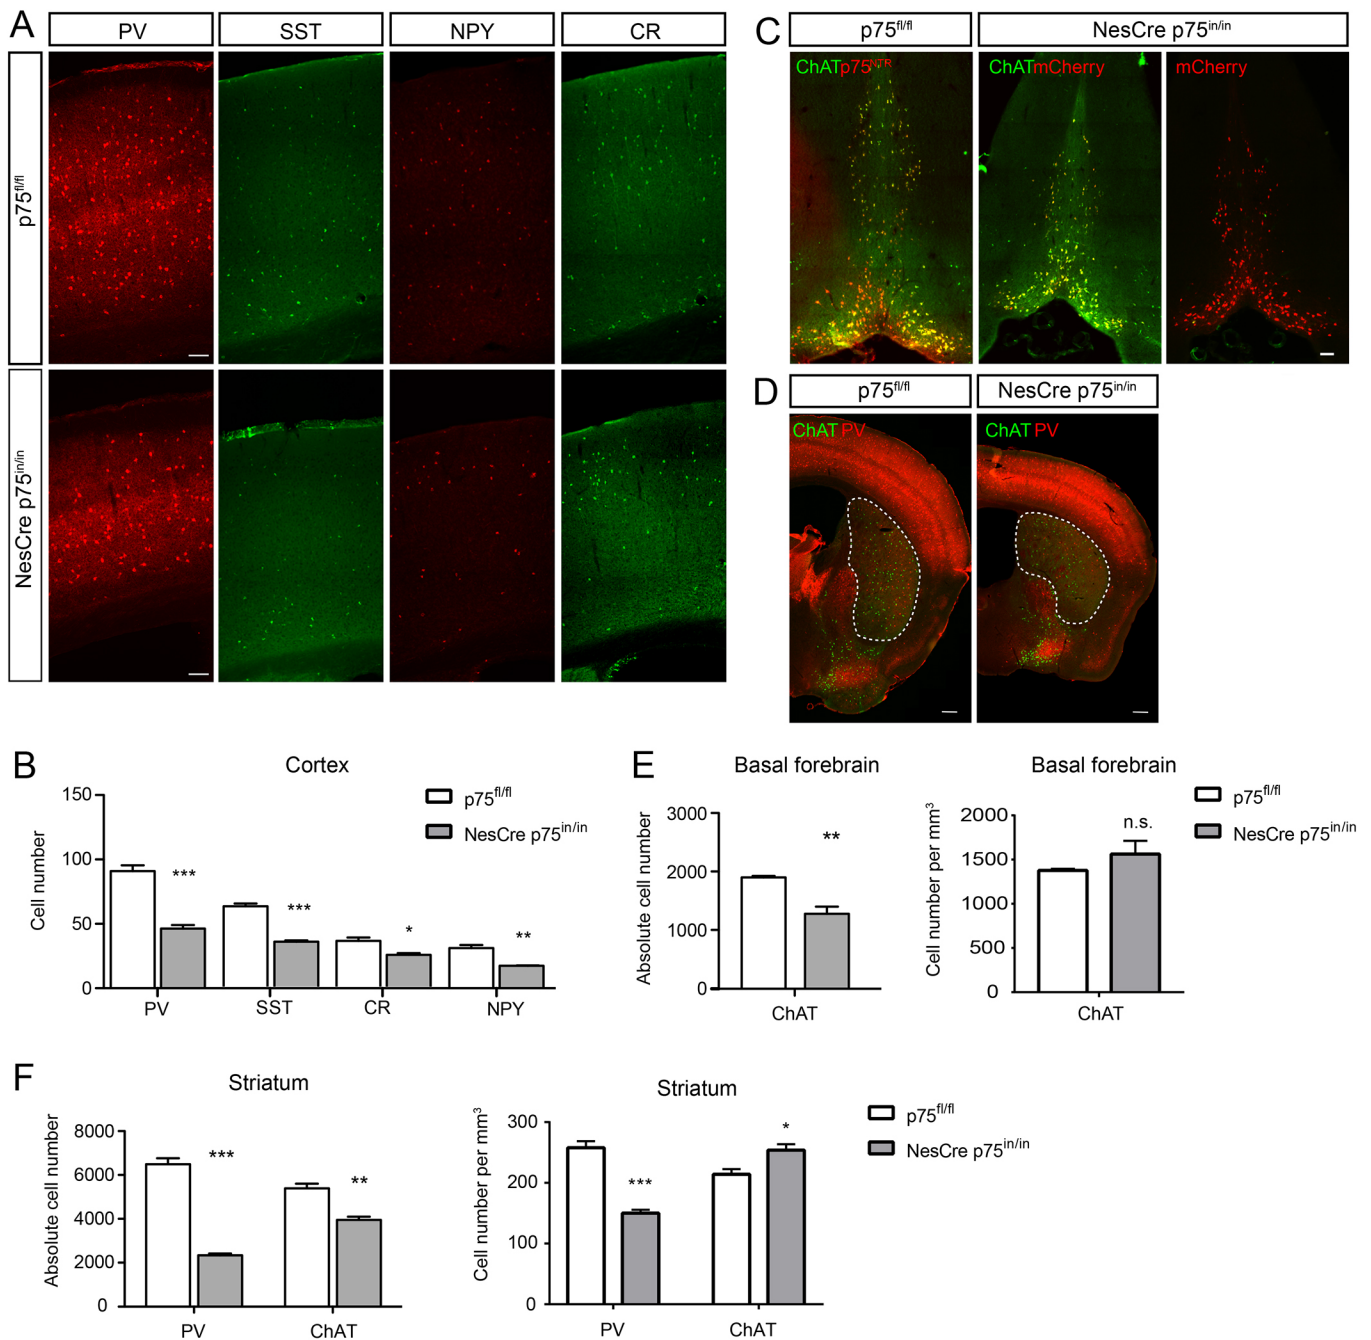 A
PV
SST
NPY
CR
p75fl/fl
NesCre p75in/in
C
p75fl/fl
NesCre p75in/in
ChATp75NTR
ChATmCherry
mCherry
D
p75fl/fl
NesCre p75in/in
ChAT PV
ChAT PV
B
Cortex
p75fl/fl
NesCre p75in/in
Cell number
150
100
50
0
***
***
*
**
PV
SST
CR
NPY
E
Basal forebrain
Absolute cell number
3000
2000
1000
0
**
ChAT
Basal forebrain
Cell number per mm3
2000
1500
1000
500
0
n.s.
ChAT
p75fl/fl
NesCre p75in/in
F
Striatum
Absolute cell number
8000
6000
4000
2000
0
***
**
PV
ChAT
Striatum
Cell number per mm3
300
200
100
0
***
*
PV
ChAT
p75fl/fl
NesCre p75in/in